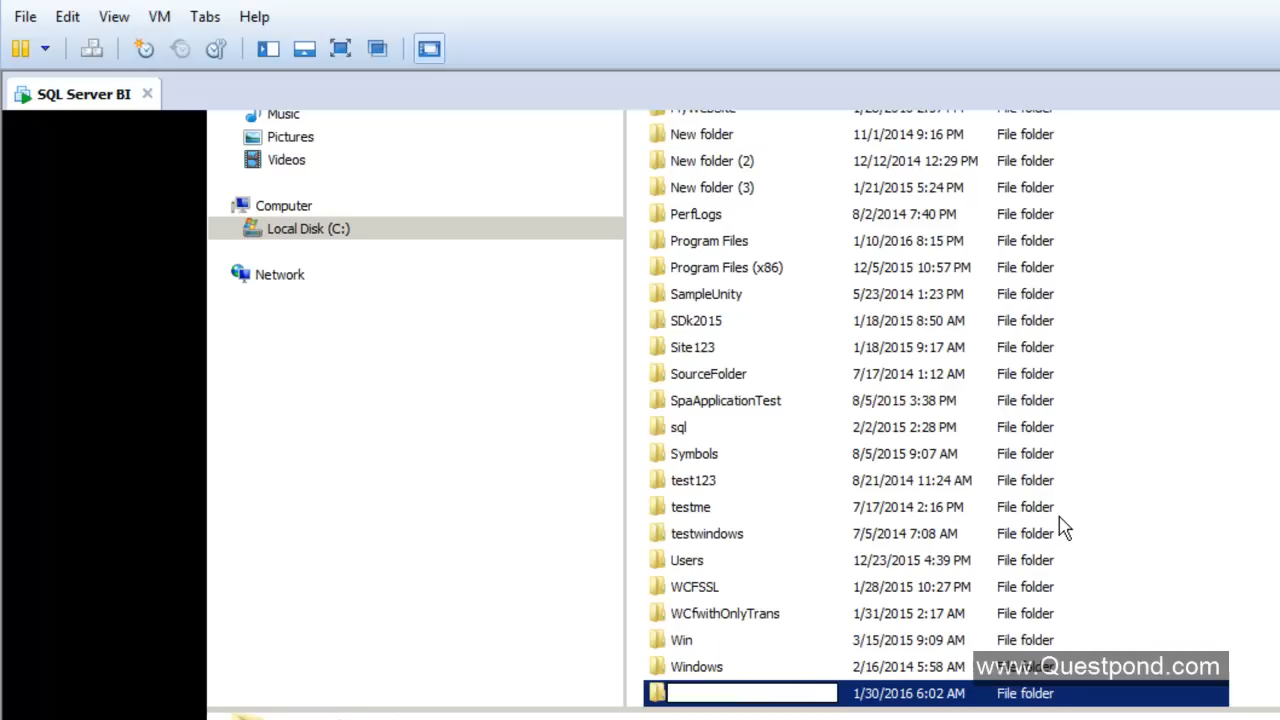 File Edit View VM Tabs Help
SQL Server BI
Music
Pictures
Videos
Computer
Local Disk (C:)
Network
New folder 11/1/2014 9:16 PM File folder
New folder (2) 12/12/2014 12:29 PM File folder
New folder (3) 1/21/2015 5:24 PM File folder
PerfLogs 8/2/2014 7:40 PM File folder
Program Files 1/10/2016 8:15 PM File folder
Program Files (x86) 12/5/2015 10:57 PM File folder
SampleUnity 5/23/2014 1:23 PM File folder
SDk2015 1/18/2015 8:50 AM File folder
Site123 1/18/2015 9:17 AM File folder
SourceFolder 7/17/2014 1:12 AM File folder
SpaApplicationTest 8/5/2015 3:38 PM File folder
sql 2/2/2015 2:28 PM File folder
Symbols 8/5/2015 9:07 AM File folder
test123 8/21/2014 11:24 AM File folder
testme 7/17/2014 2:16 PM File folder
testwindows 7/5/2014 7:08 AM File folder
Users 12/23/2015 4:39 PM File folder
WCFSSL 1/28/2015 10:27 PM File folder
WCfwithOnlyTrans 1/31/2015 2:17 AM File folder
Win 3/15/2015 9:09 AM File folder
Windows 2/16/2014 5:58 AM
www.Questpond.com
1/30/2016 6:02 AM File folder